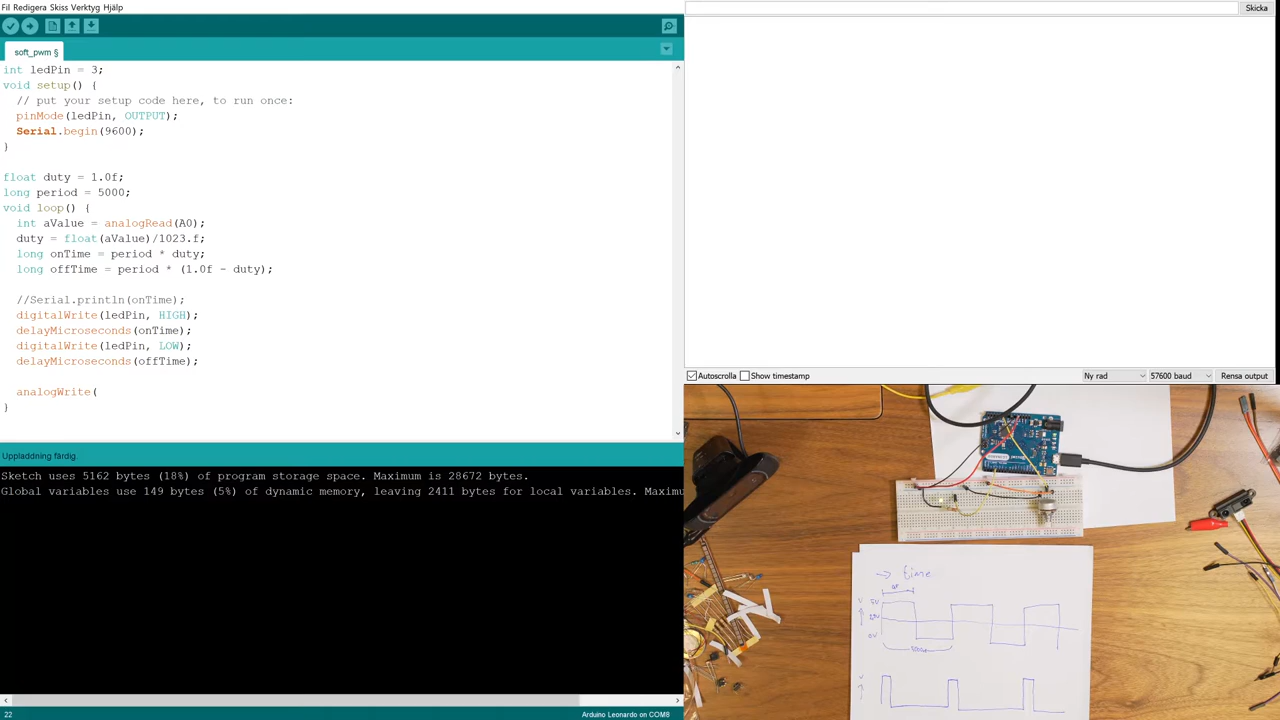 Fil Redigera Skiss Verktyg Hjälp
soft_pwm §
int ledPin = 3;
void setup() {
  // put your setup code here, to run once:
  pinMode(ledPin, OUTPUT);
  Serial.begin(9600);
}
float duty = 1.0f;
long period = 5000;
void loop() {
  int aValue = analogRead(A0);
  duty = float(aValue)/1023.f;
  long onTime = period * duty;
  long offTime = period * (1.0f - duty);
  //Serial.println(onTime);
  digitalWrite(ledPin, HIGH);
  delayMicroseconds(onTime);
  digitalWrite(ledPin, LOW);
  delayMicroseconds(offTime);
  analogWrite(
}
Uppladdning färdig.
Sketch uses 5162 bytes (18%) of program storage space. Maximum is 28672 bytes.
Global variables use 149 bytes (5%) of dynamic memory, leaving 2411 bytes for local variables. Maximu
22
Arduino Leonardo on COM8
Skicka
Autoscrolla
Show timestamp
Ny rad
57600 baud
Rensa output
→ time
V
5V
0V
V